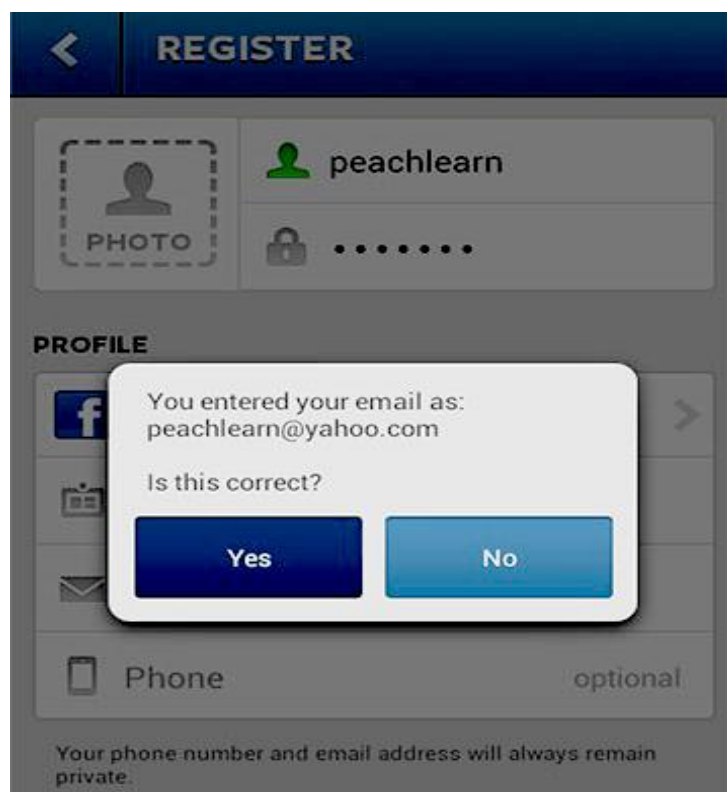 REGISTER
peachlearn
PHOTO
•••••••
PROFILE
f
You entered your email as:
peachlearn@yahoo.com
Is this correct?
Yes
No
Phone
optional
Your phone number and email address will always remain
private.